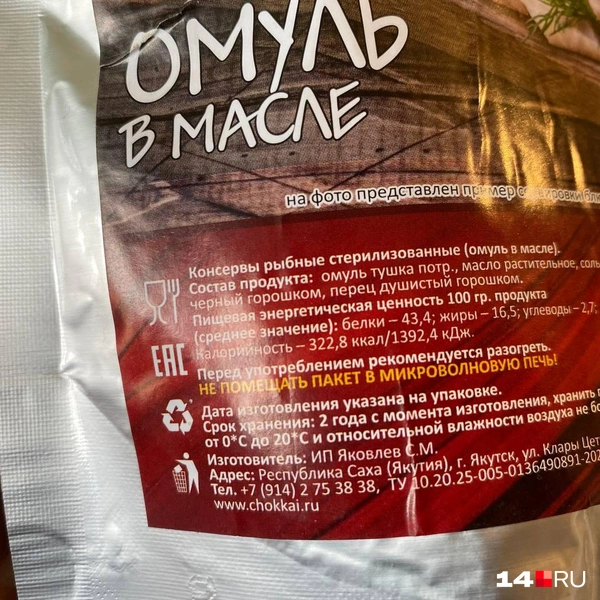 ОМУЛЬ
В МАСЛЕ
на фото представлен пример
Консервы рыбные стерилизованные (омуль в масле).
Состав продукта: омуль тушка потр., масло растительное, соль
черный горошком, перец душистый горошком.
Пищевая энергетическая ценность 100 гр. продукта
(среднее значение): белки – 43,4; жиры – 16,5; углеводы – 2,7;
Калорийность – 322,8 ккал/1392,4 кДж.
Перед употреблением рекомендуется разогреть.
НЕ ПОМЕЩАТЬ ПАКЕТ В МИКРОВОЛНОВУЮ ПЕЧЬ!
EAC
Дата изготовления указана на упаковке.
Срок хранения: 2 года с момента изготовления, хранить
от 0*С до 20*С и относительной влажности воздуха не
Изготовитель: ИП Яковлев С.М.
Адрес: Республика Саха (Якутия), г. Якутск, ул. Клары
Тел. +7 (914) 2 75 38 38, ТУ 10.20.25-005-0136490891-202
www.chokkai.ru
14RU